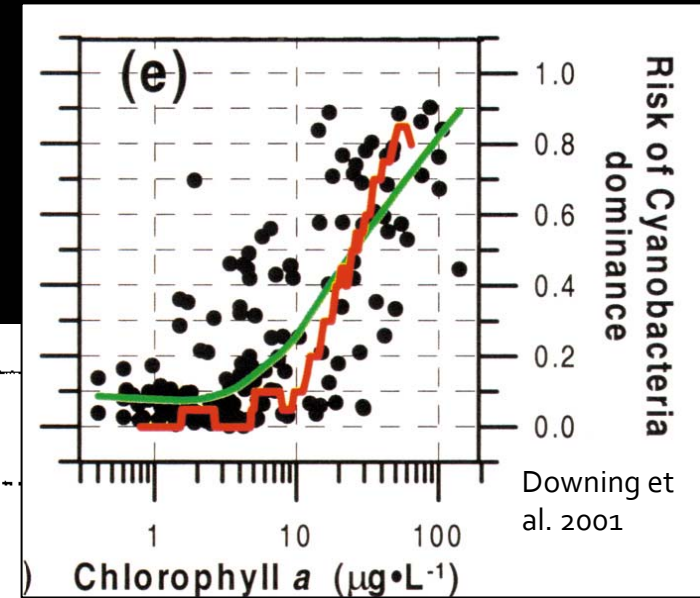 (e)
1.0
0.8
0.6
0.4
0.2
0.0
Risk of Cyanobacteria
dominance
1 10 100
) Chlorophyll a (µg•L-1)
Downing et
al. 2001